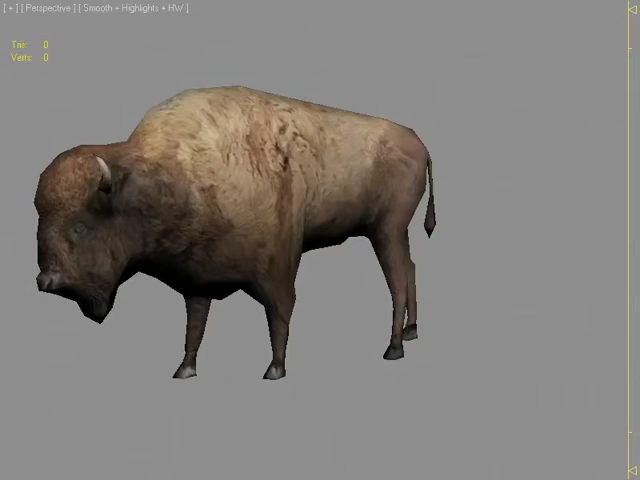 [ + ] [ Perspective ] [ Smooth + Highlights + HW ]
Tris: 0
Verts: 0